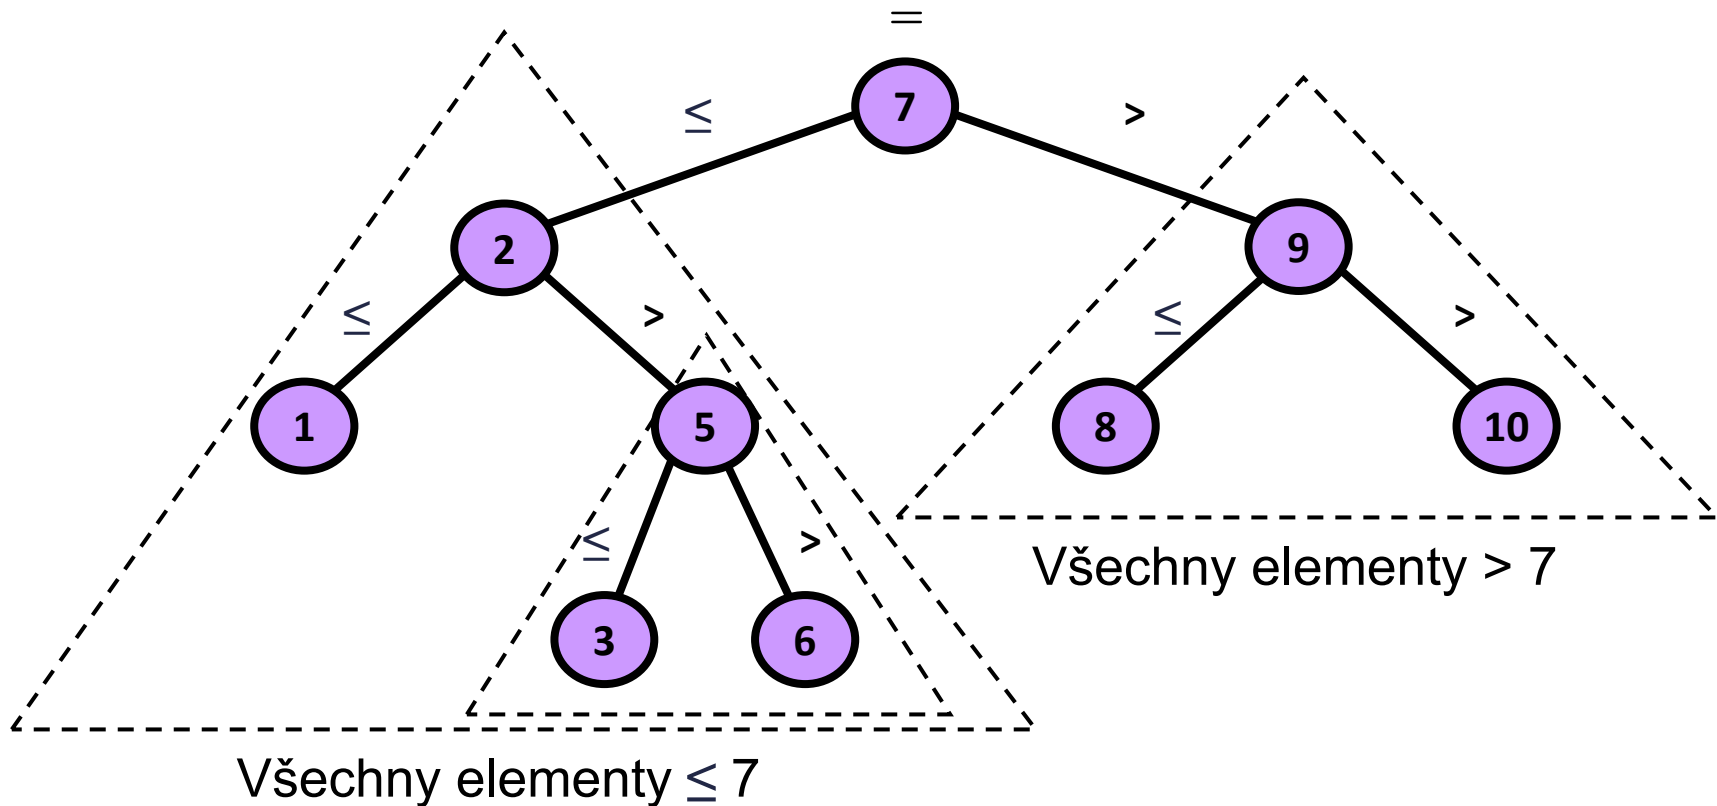 =
≤ 7 >
2 9
≤ > ≤ >
1 5 8 10
≤ >
Všechny elementy > 7
3 6
Všechny elementy ≤ 7